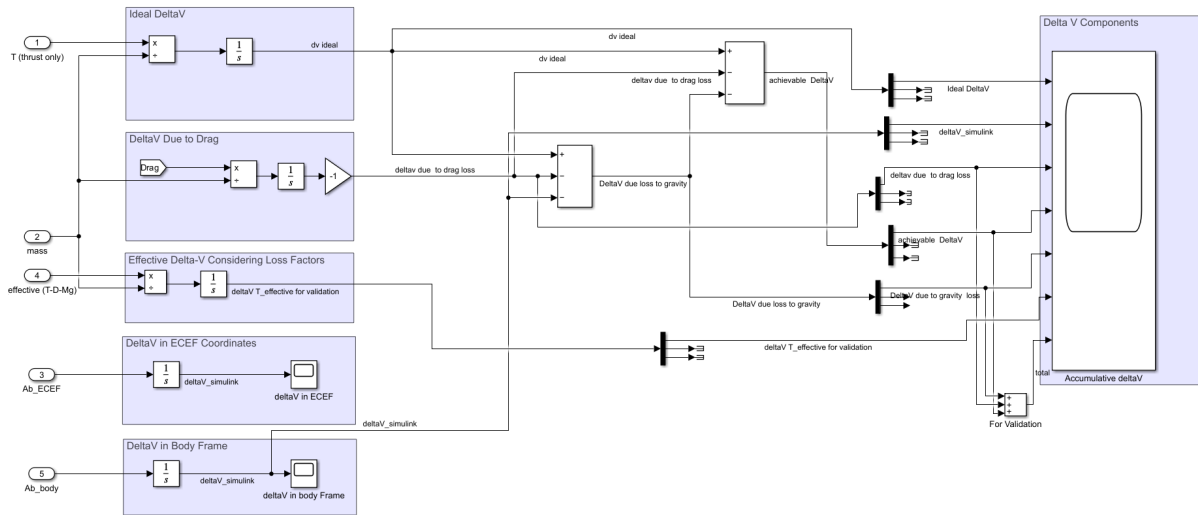 Ideal DeltaV
1
T (thrust only)
x
÷
1
s
dv ideal
dv ideal
dv ideal
+
−
−
deltav due to drag loss
achievable DeltaV
Delta V Components
Ideal DeltaV
deltaV_simulink
deltav due to drag loss
achievable DeltaV
DeltaV due to gravity loss
DeltaV Due to Drag
Drag
x
÷
1
s
-1
deltav due to drag loss
+
−
−
DeltaV due loss to gravity
DeltaV due loss to gravity
2
mass
4
effective (T-D-Mg)
Effective Delta-V Considering Loss Factors
x
÷
1
s
deltaV T_effective for validation
deltaV T_effective for validation
3
Ab_ECEF
DeltaV in ECEF Coordinates
1
s
deltaV_simulink
deltaV in ECEF
total
Accumulative deltaV
+
+
+
For Validation
deltaV_simulink
DeltaV in Body Frame
5
Ab_body
1
s
deltaV_simulink
deltaV in body Frame